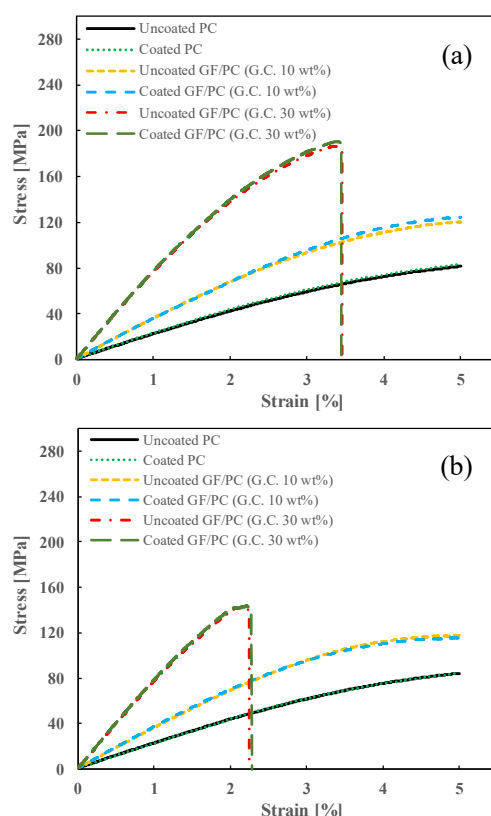 280
240
200
160
120
80
40
0
Stress [MPa]
Uncoated PC
Coated PC
Uncoated GF/PC (G.C. 10 wt%)
Coated GF/PC (G.C. 10 wt%)
Uncoated GF/PC (G.C. 30 wt%)
Coated GF/PC (G.C. 30 wt%)
(a)
0 1 2 3 4 5
Strain [%]
280
240
200
160
120
80
40
0
Stress [MPa]
Uncoated PC
Coated PC
Uncoated GF/PC (G.C. 10 wt%)
Coated GF/PC (G.C. 10 wt%)
Uncoated GF/PC (G.C. 30 wt%)
Coated GF/PC (G.C. 30 wt%)
(b)
0 1 2 3 4 5
Strain [%]